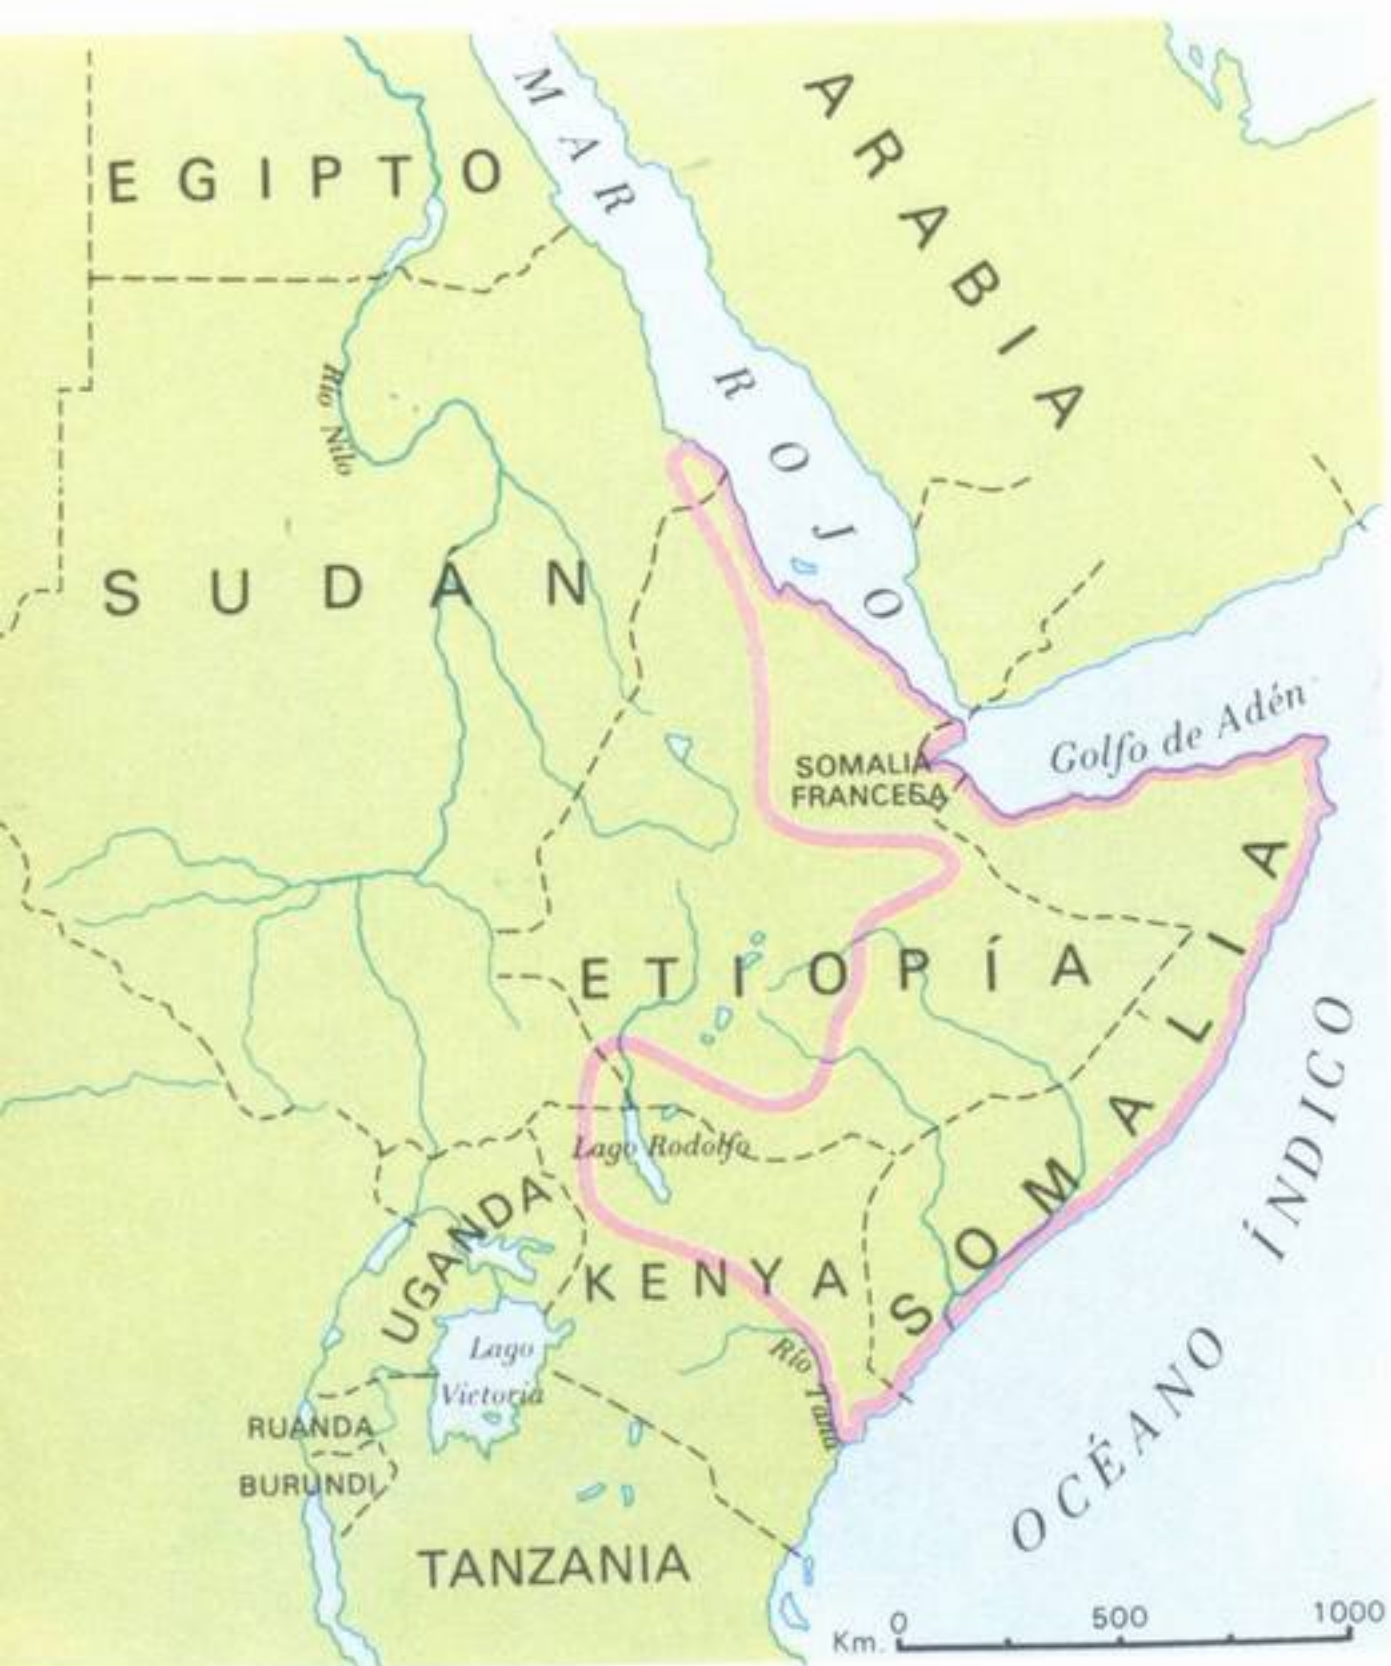 MAR ROJO
ARABIA
EGIPTO
Río Nilo
SUDAN
Golfo de Adén
SOMALIA
FRANCESA
ETIOPÍA
SOMALIA
Lago Rodolfo
UGANDA
KENYA
Lago
Victoria
Río Tana
RUANDA
BURUNDI
TANZANIA
OCÉANO ÍNDICO
Km. 0 500 1000